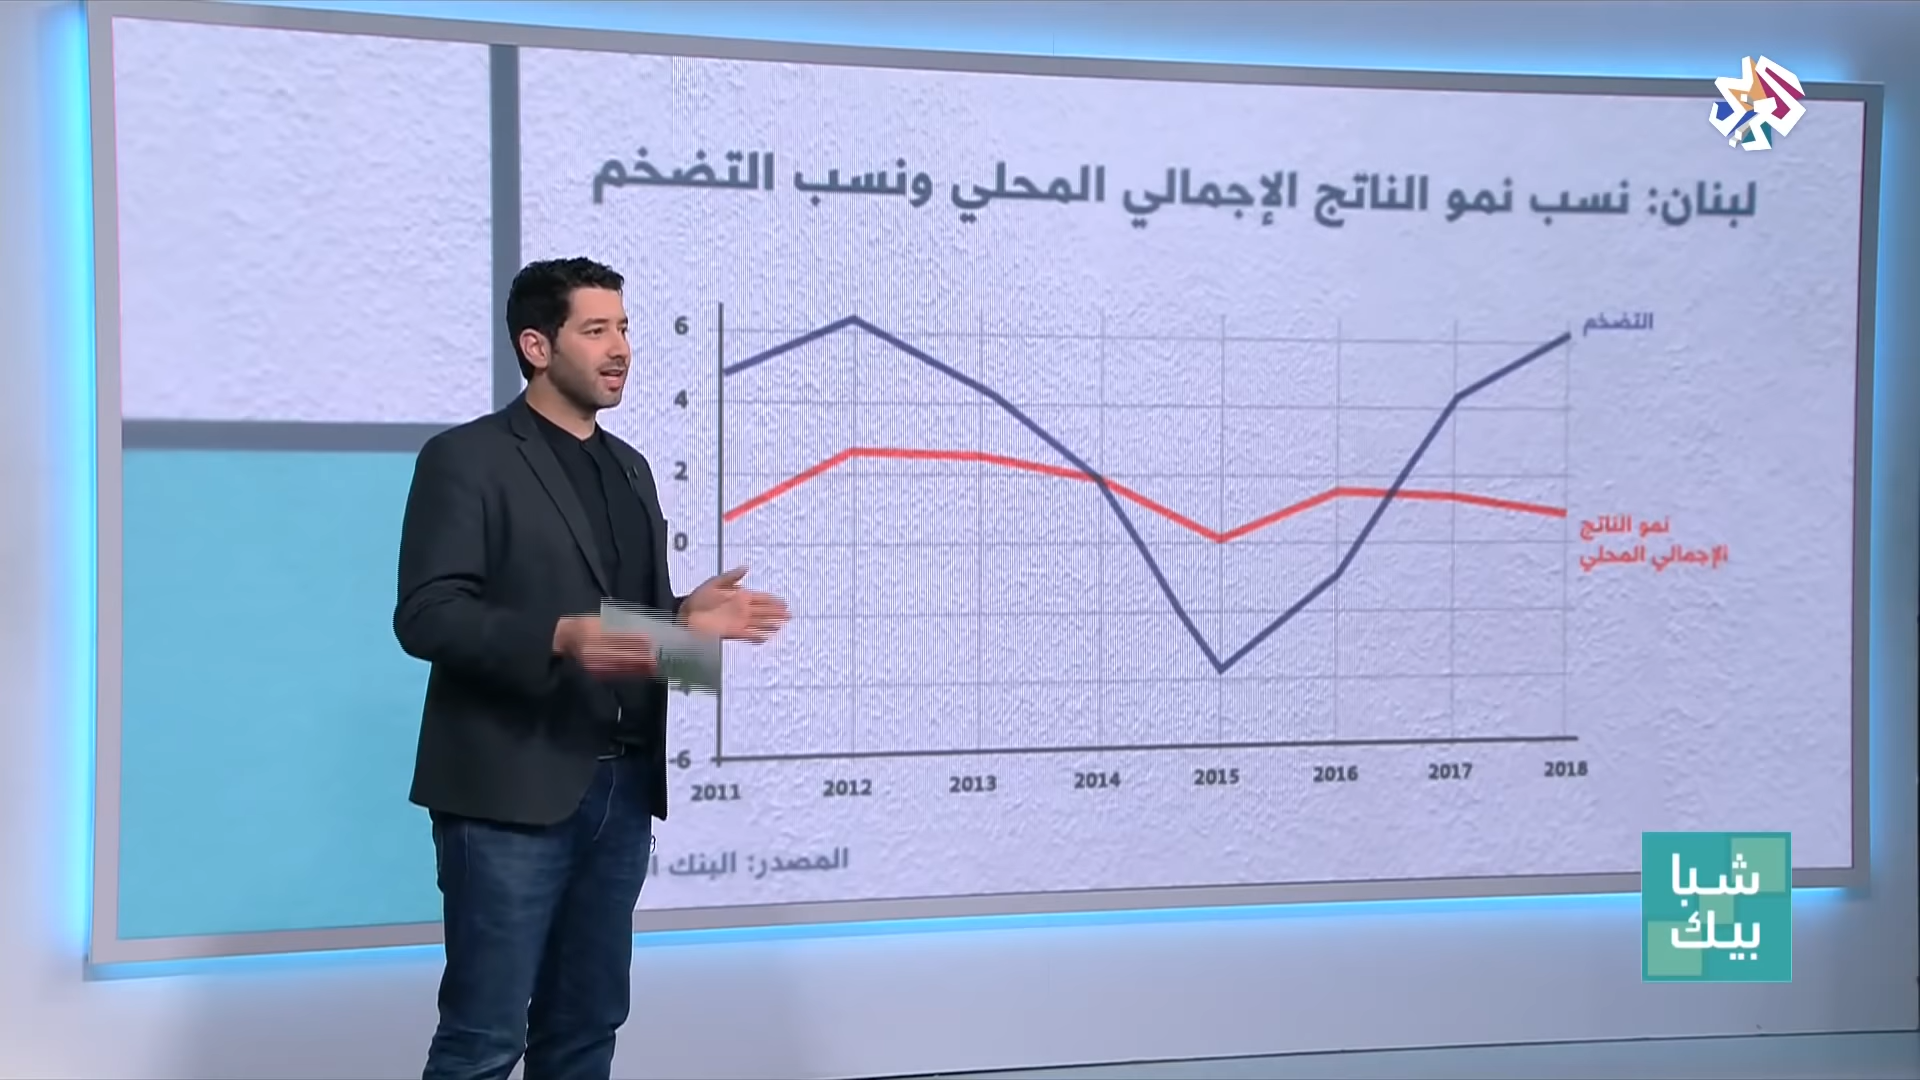 لبنان: نسب نمو الناتج الإجمالي المحلي ونسب التضخم
التضخم
نمو الناتج
الإجمالي المحلي
6
4
2
0
-6
2011 2012 2013 2014 2015 2016 2017 2018
المصدر: البنك
شبا
بيك